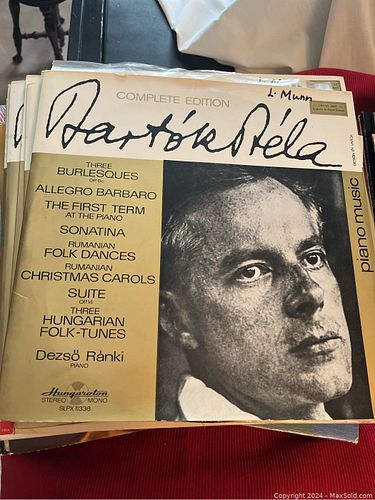 COMPLETE EDITION
L. Munn
Bartók Béla
THREE
BURLESQUES
OP. 8c
ALLEGRO BARBARO
THE FIRST TERM
AT THE PIANO
SONATINA
RUMANIAN
FOLK DANCES
RUMANIAN
CHRISTMAS CAROLS
SUITE
OP.14
THREE
HUNGARIAN
FOLK-TUNES
Dezső Ránki
PIANO
Hungaroton
STEREO MONO
SLPX 11336
piano music
Copyright 2024 - MaxSold.com